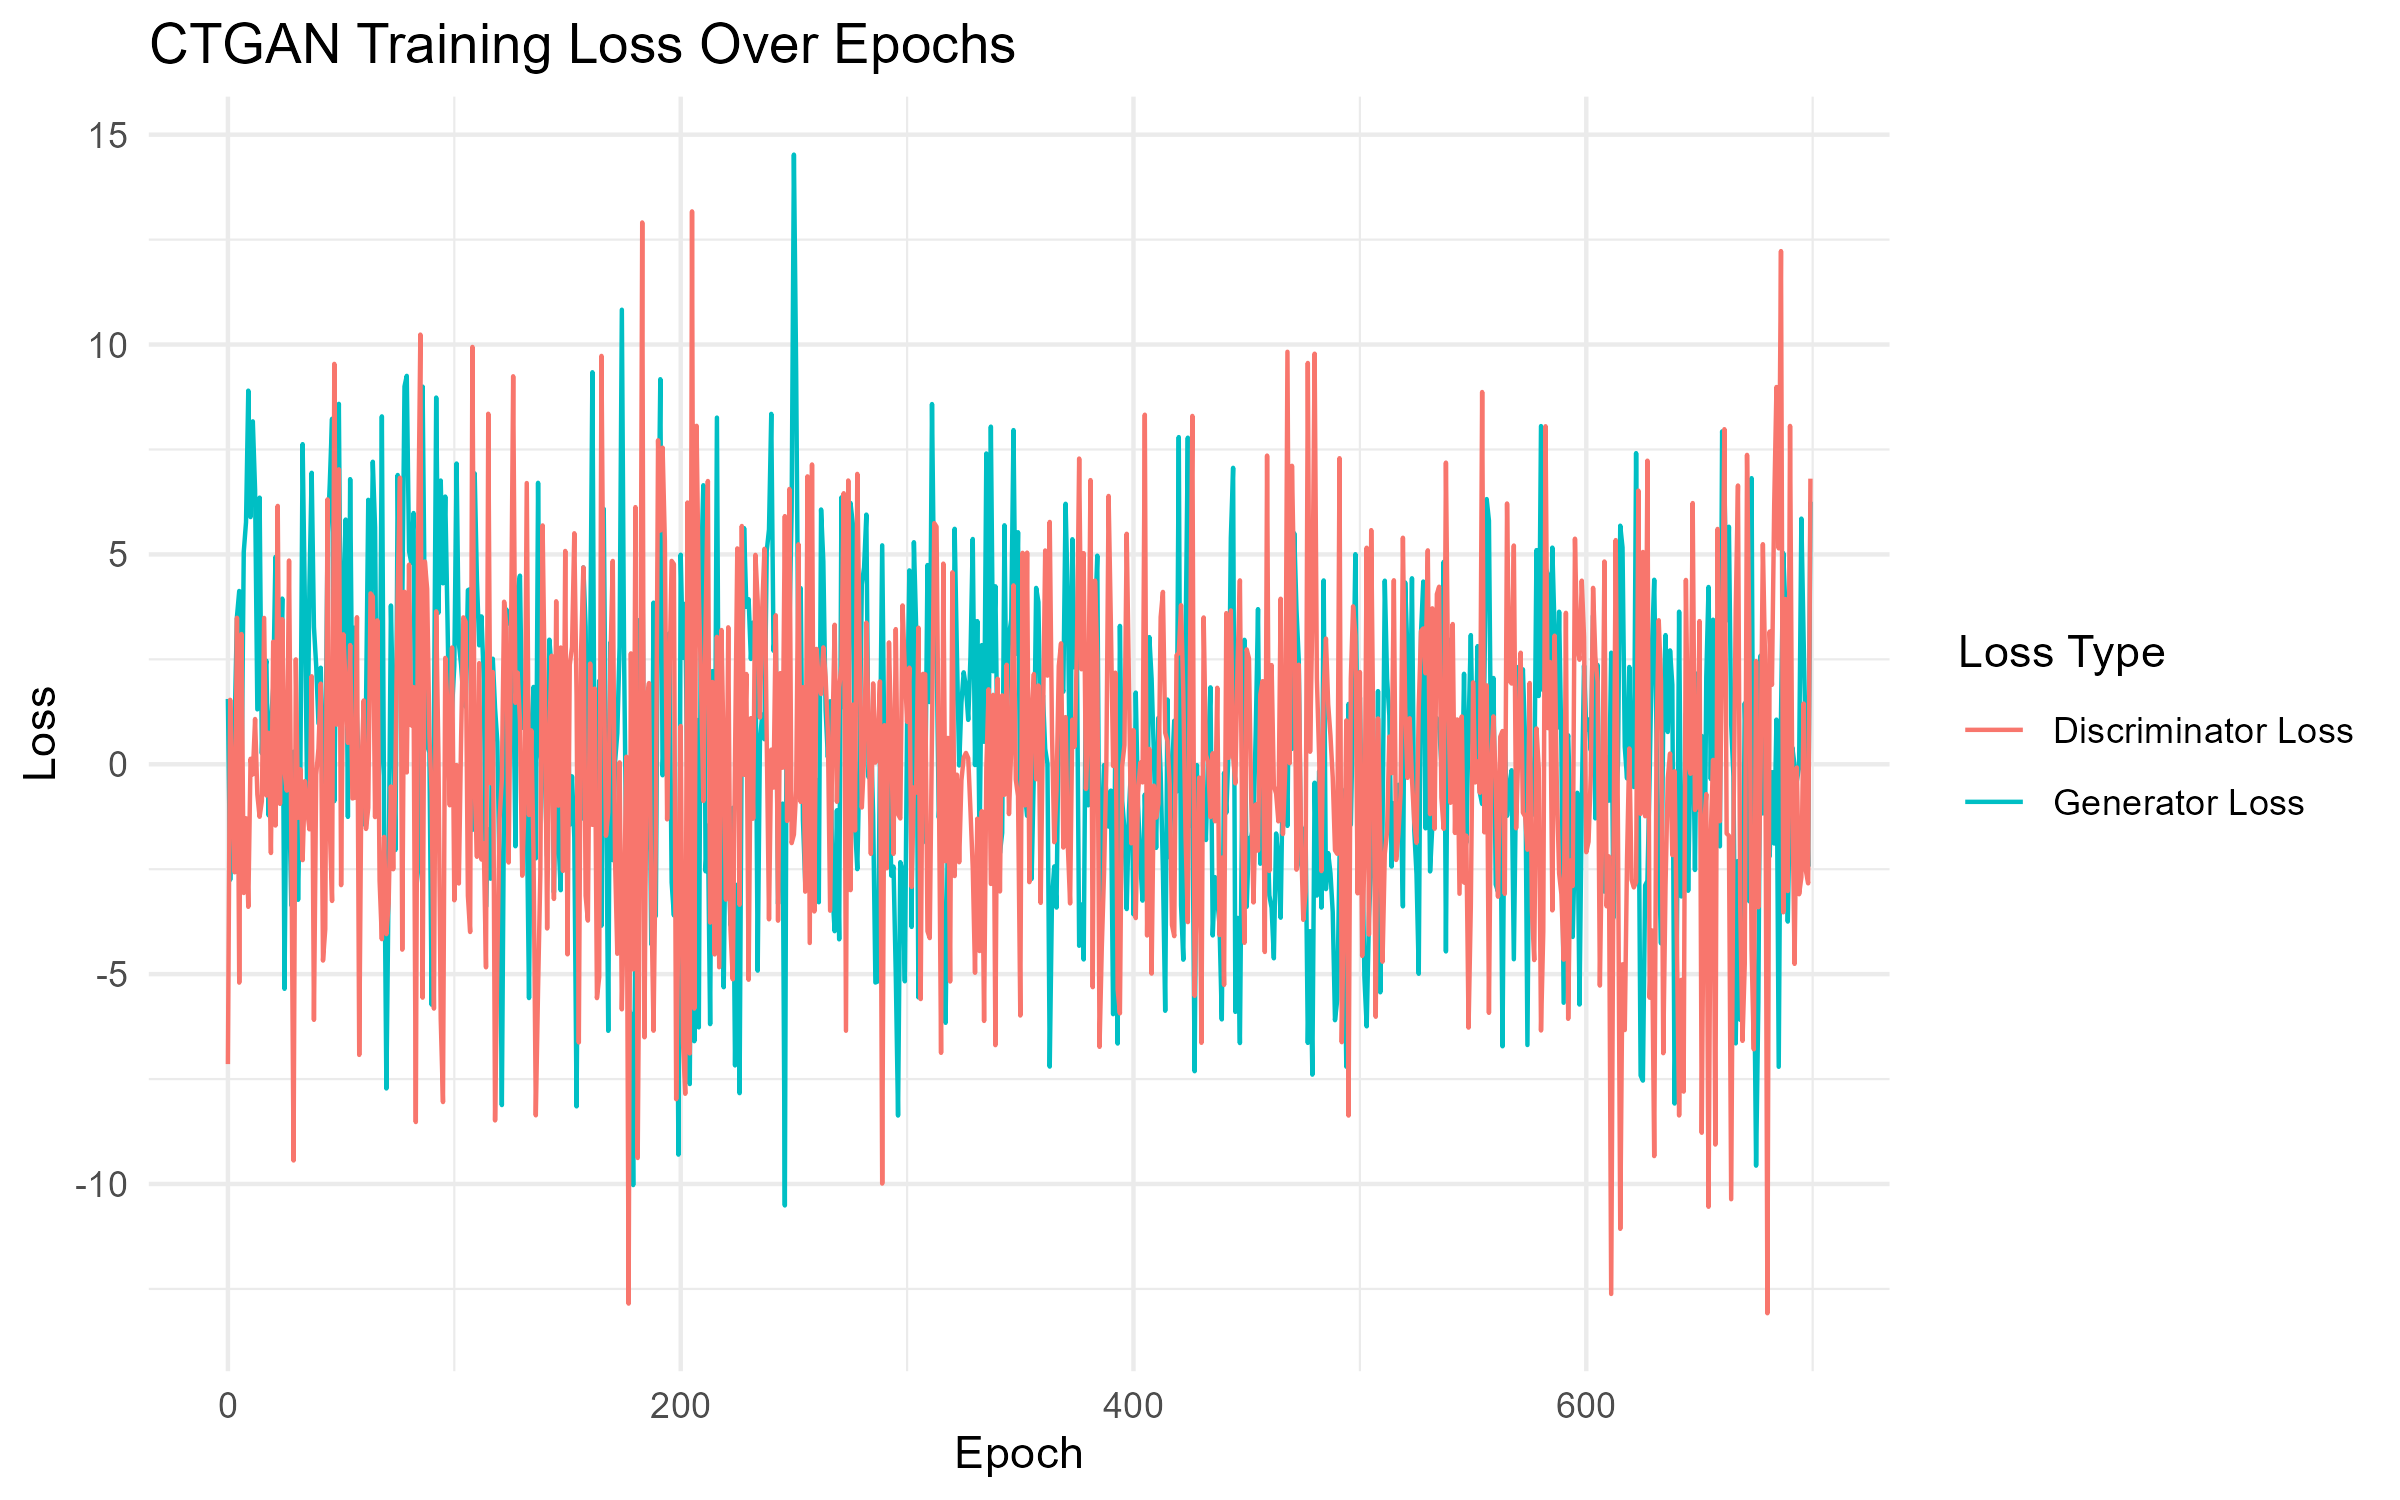 CTGAN Training Loss Over Epochs
15
10
5
0
-5
-10
Loss
0 200 400 600
Epoch
Loss Type
Discriminator Loss
Generator Loss